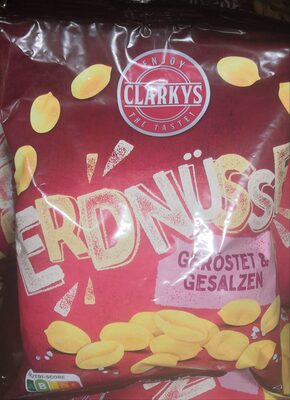 ENJOY
CLARKYS
THE TASTE!
ERDNÜSSE
GERÖSTET &
GESALZEN
NUTRI-SCORE